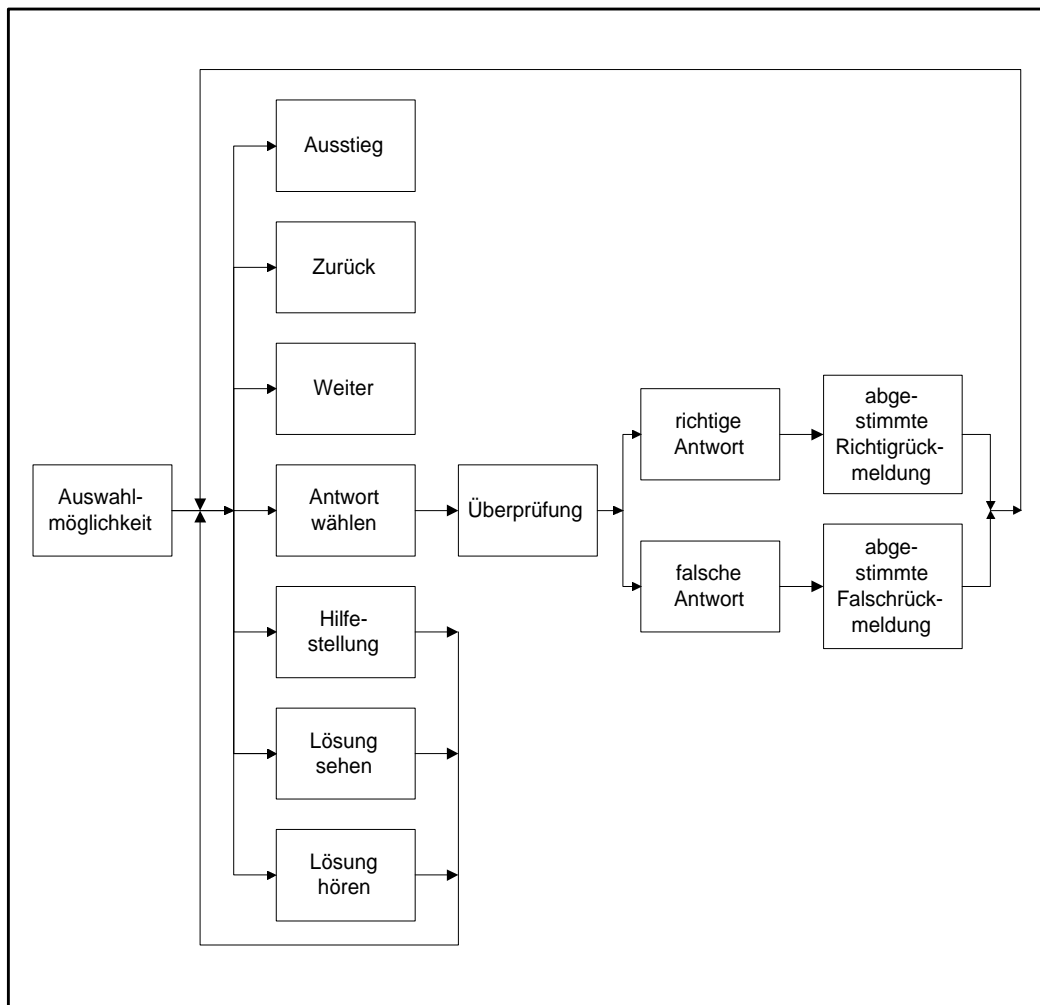 Ausstieg
Zurück
Weiter
Auswahl-
möglichkeit
Antwort
wählen
Überprüfung
richtige
Antwort
abge-
stimmte
Richtigrück-
meldung
falsche
Antwort
abge-
stimmte
Falschrück-
meldung
Hilfe-
stellung
Lösung
sehen
Lösung
hören